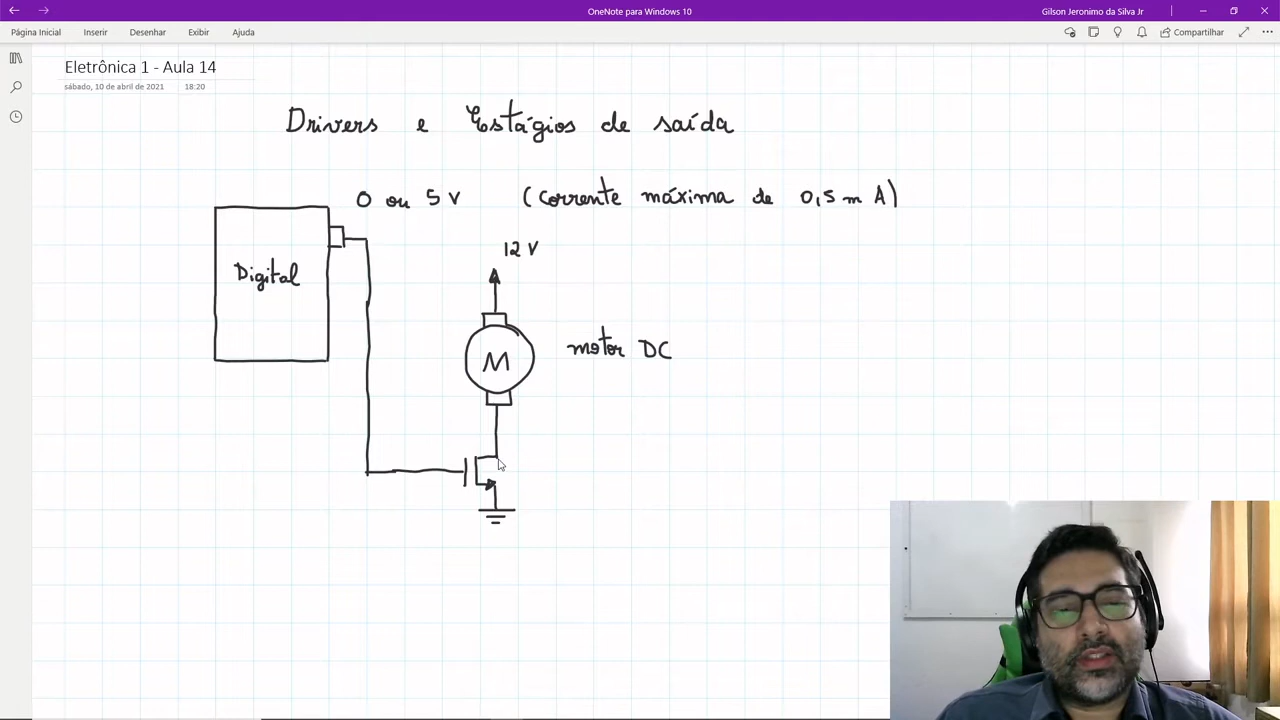 OneNote para Windows 10
Gilson Jeronimo da Silva Jr
Página Inicial Inserir Desenhar Exibir Ajuda
Compartilhar
Eletrônica 1 - Aula 14
sábado, 10 de abril de 2021 18:20
Drivers e Estágios de saída
0 ou 5 V (corrente máxima de 0,5 m A)
12 V
Digital
M
motor DC